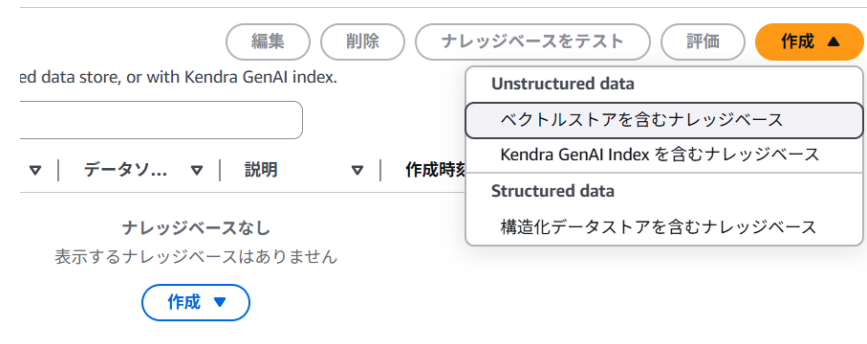 編集 削除 ナレッジベースをテスト 評価 作成
ed data store, or with Kendra GenAI index.
Unstructured data
ベクトルストアを含むナレッジベース
Kendra GenAI Index を含むナレッジベース
Structured data
構造化データストアを含むナレッジベース
データソ... 説明 作成時刻
ナレッジベースなし
表示するナレッジベースはありません
作成